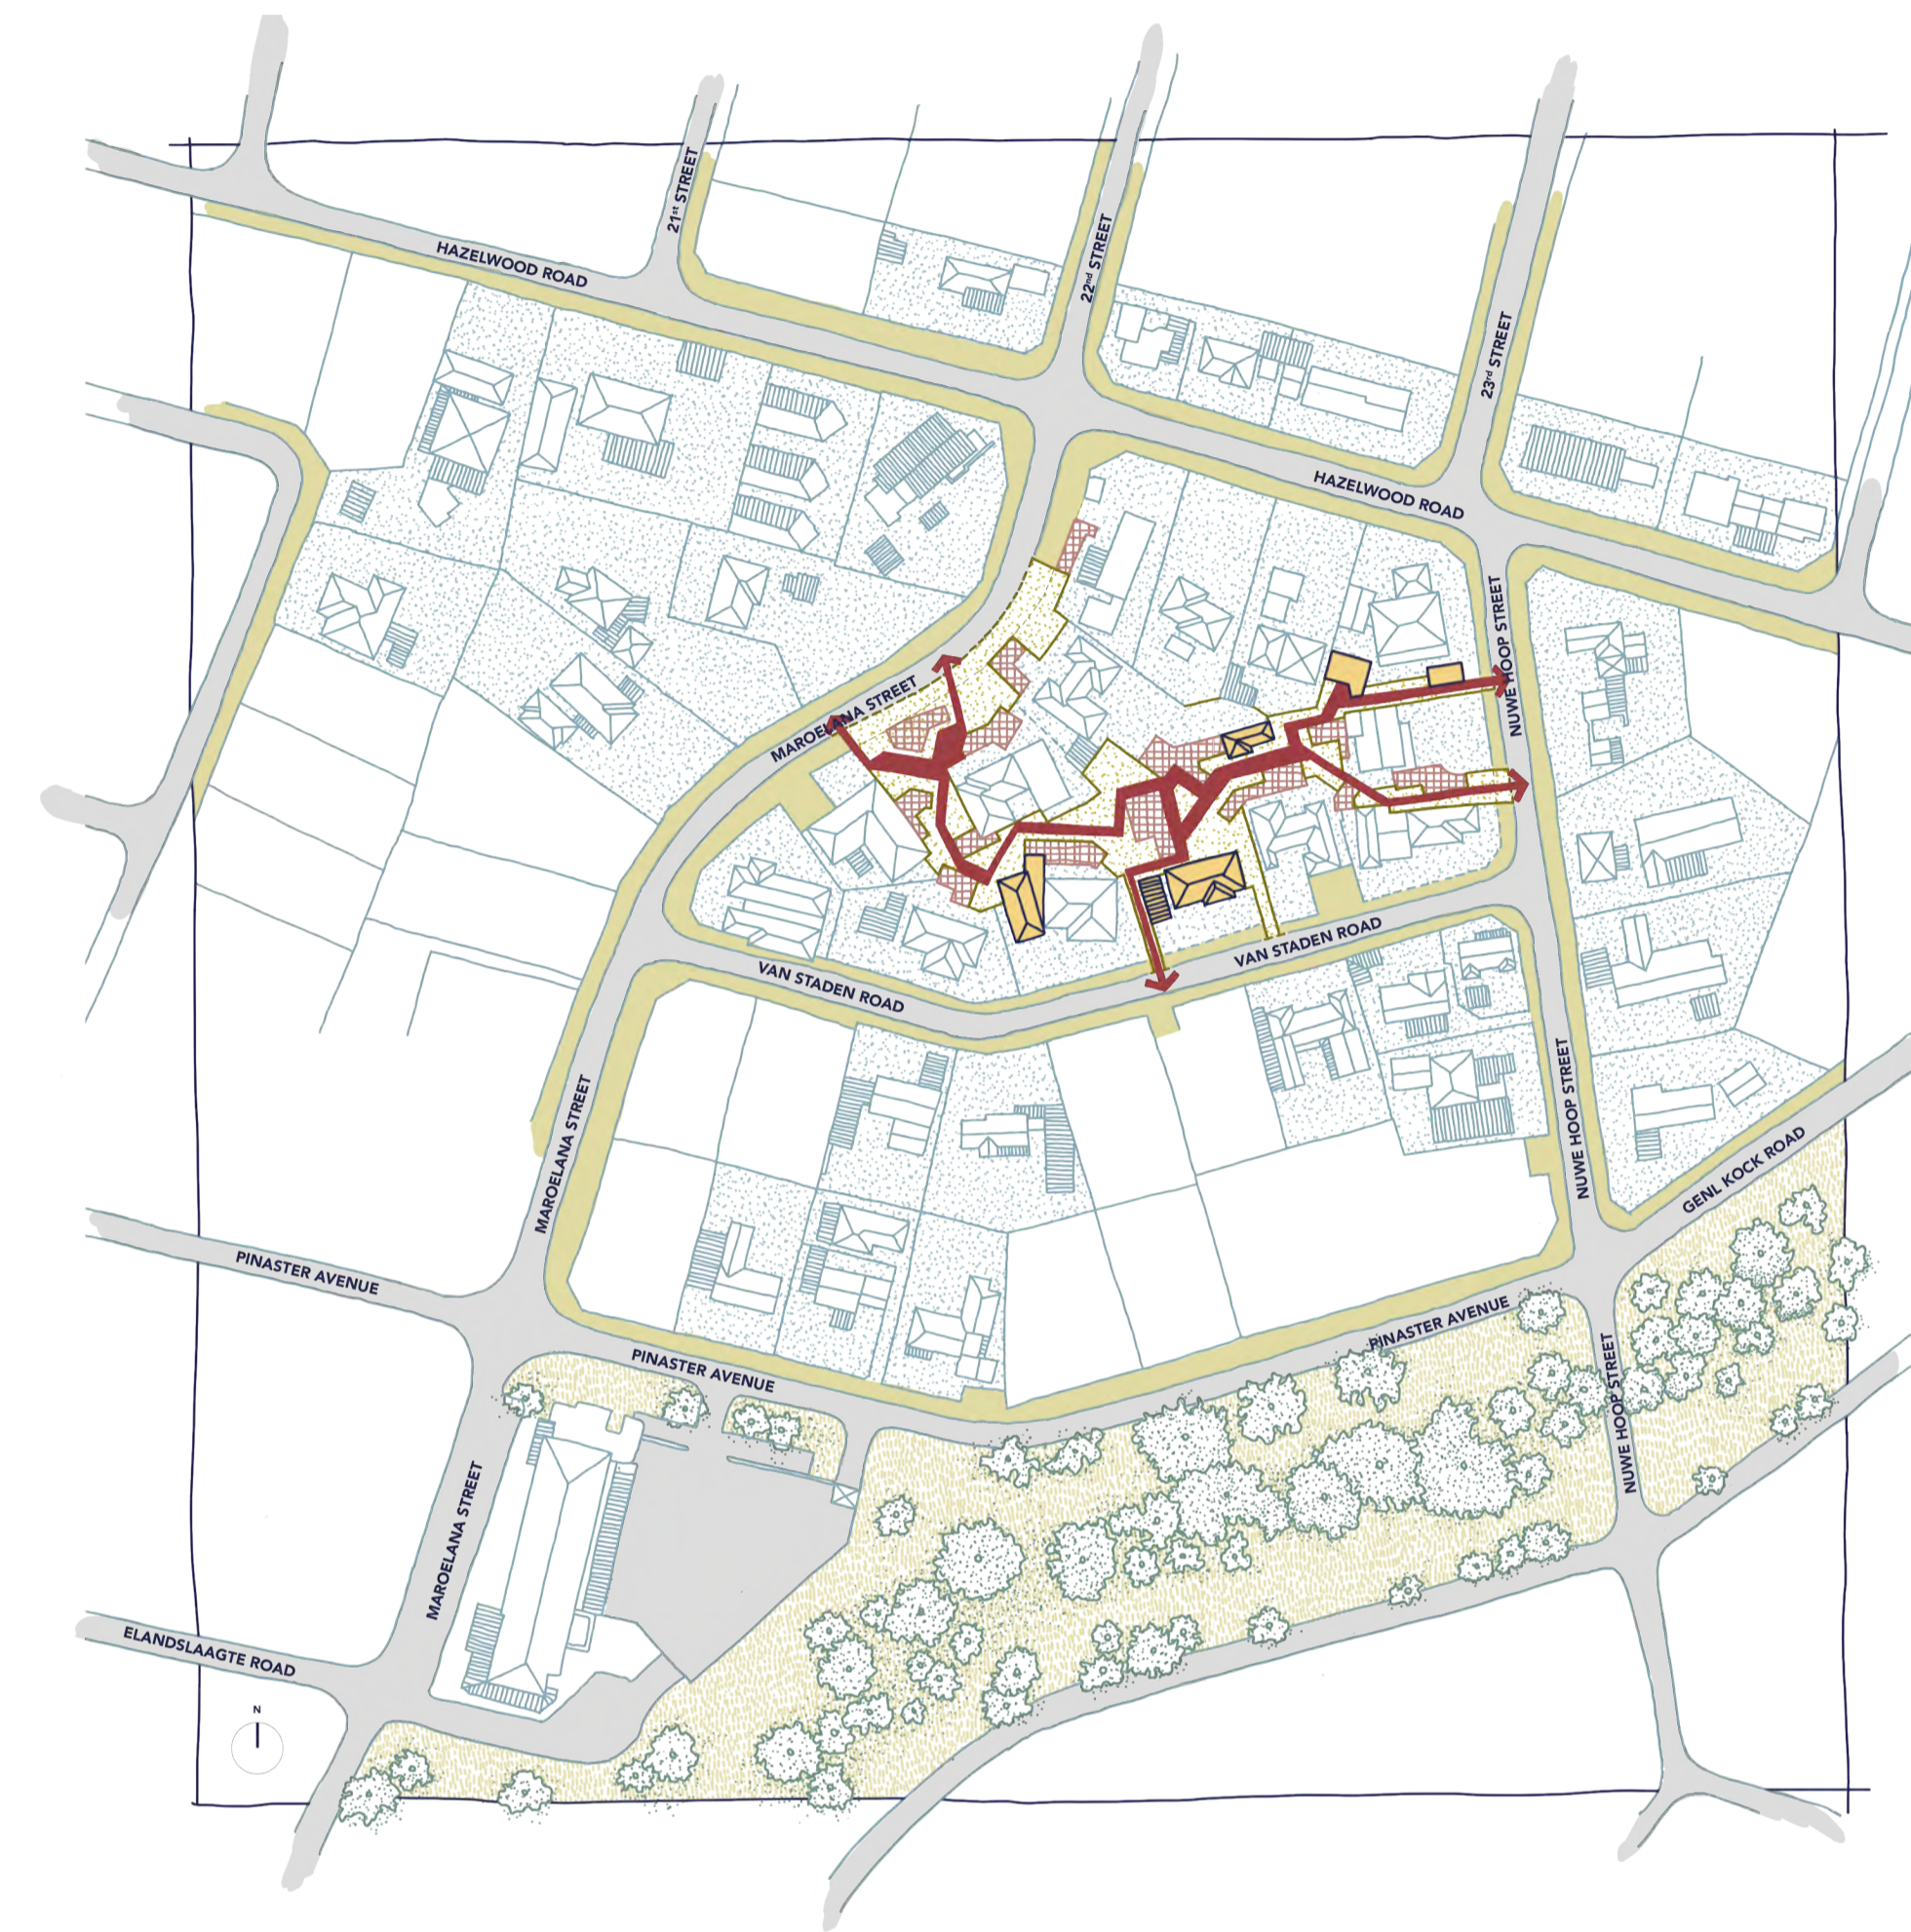 21st STREET
HAZELWOOD ROAD
22nd STREET
23rd STREET
HAZELWOOD ROAD
NUWE HOOP STREET
MAROELANA STREET
VAN STADEN ROAD
VAN STADEN ROAD
MAROELANA STREET
NUWE HOOP STREET
GENL KOCK ROAD
PINASTER AVENUE
PINASTER AVENUE
PINASTER AVENUE
NUWE HOOP STREET
MAROELANA STREET
ELANDSLAAGTE ROAD
N